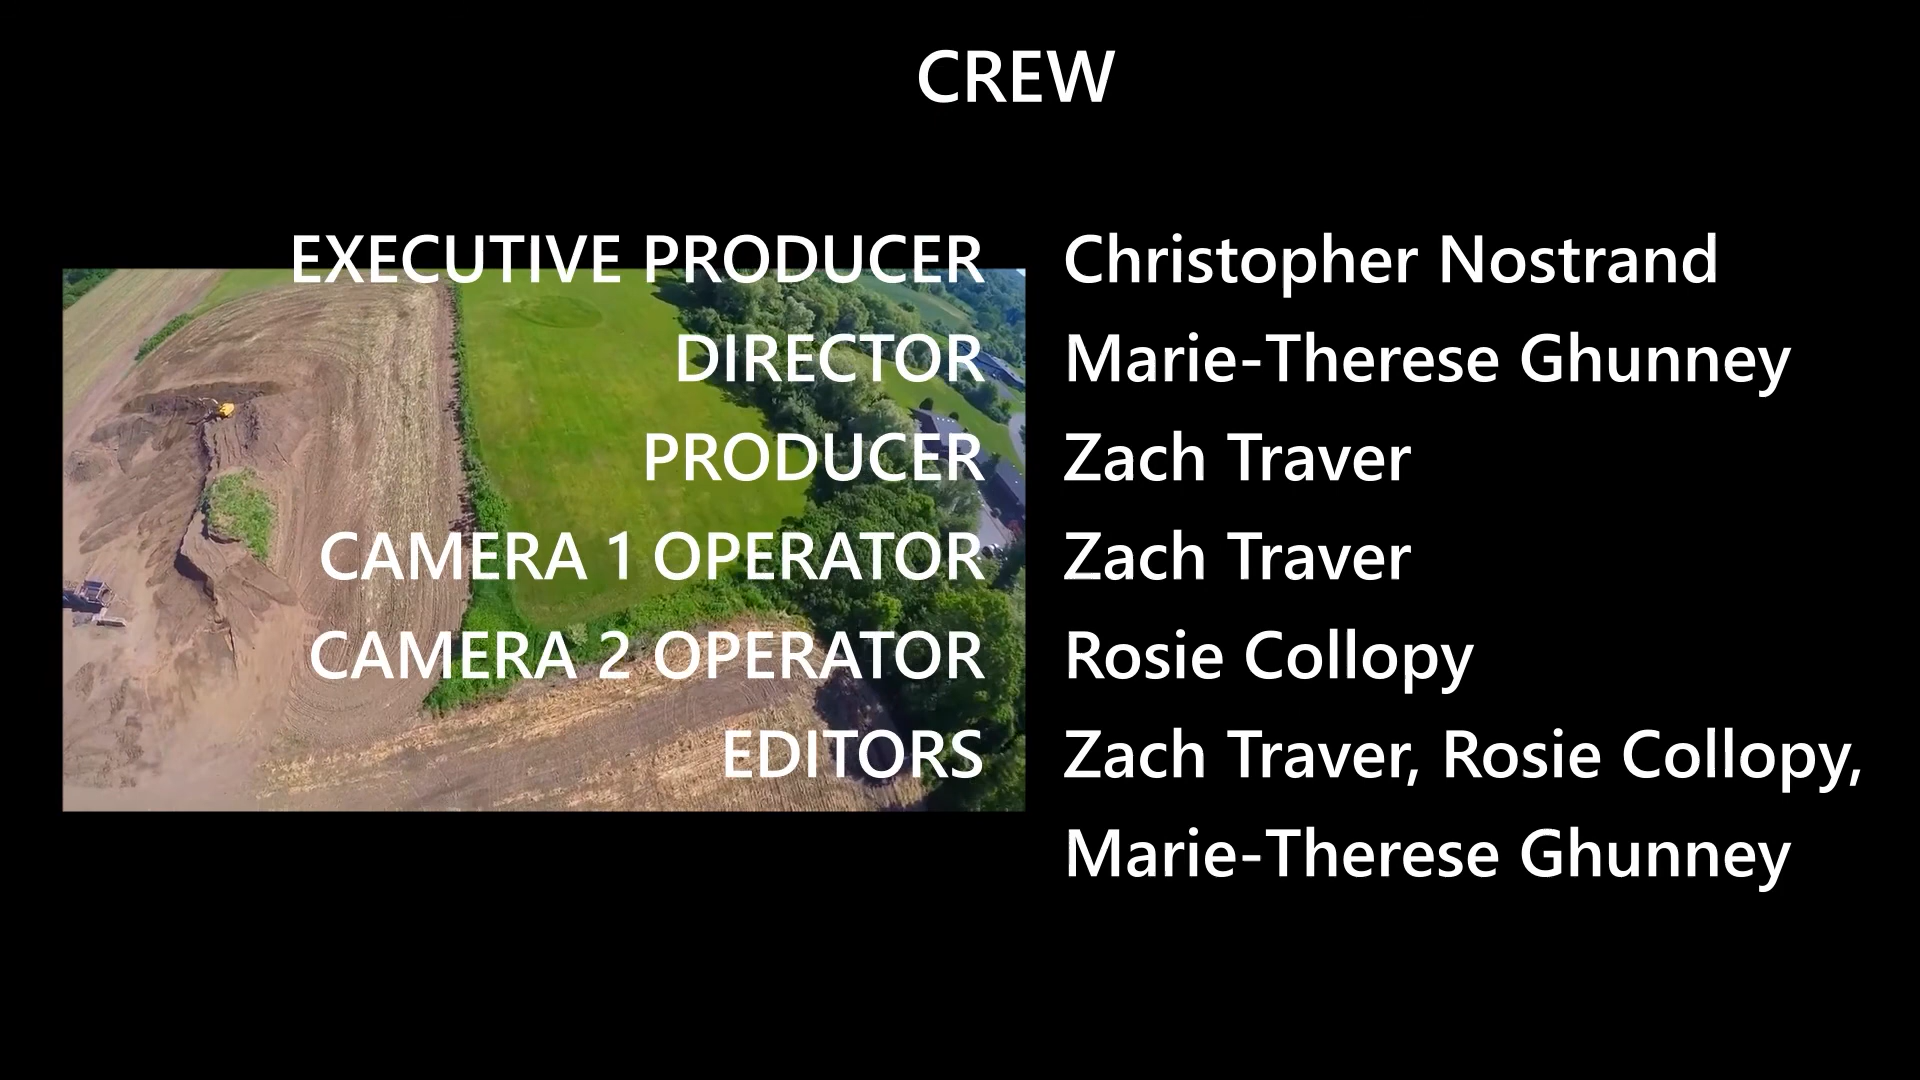 CREW
EXECUTIVE PRODUCER Christopher Nostrand
DIRECTOR Marie-Therese Ghunney
PRODUCER Zach Traver
CAMERA 1 OPERATOR Zach Traver
CAMERA 2 OPERATOR Rosie Collopy
EDITORS Zach Traver, Rosie Collopy,
Marie-Therese Ghunney